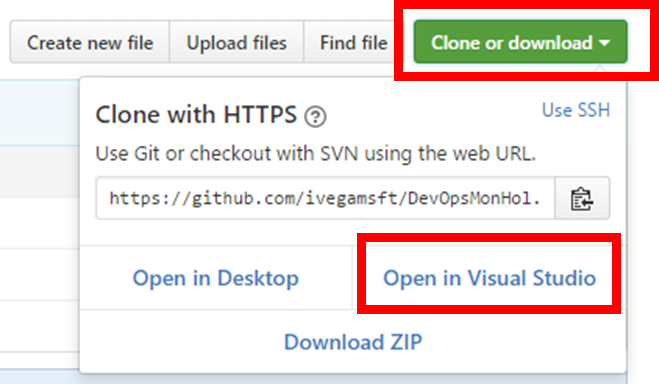 Create new file Upload files Find file Clone or download
Clone with HTTPS ? Use SSH
Use Git or checkout with SVN using the web URL.
https://github.com/ivegamsft/DevOpsMonHol.
Open in Desktop Open in Visual Studio
Download ZIP